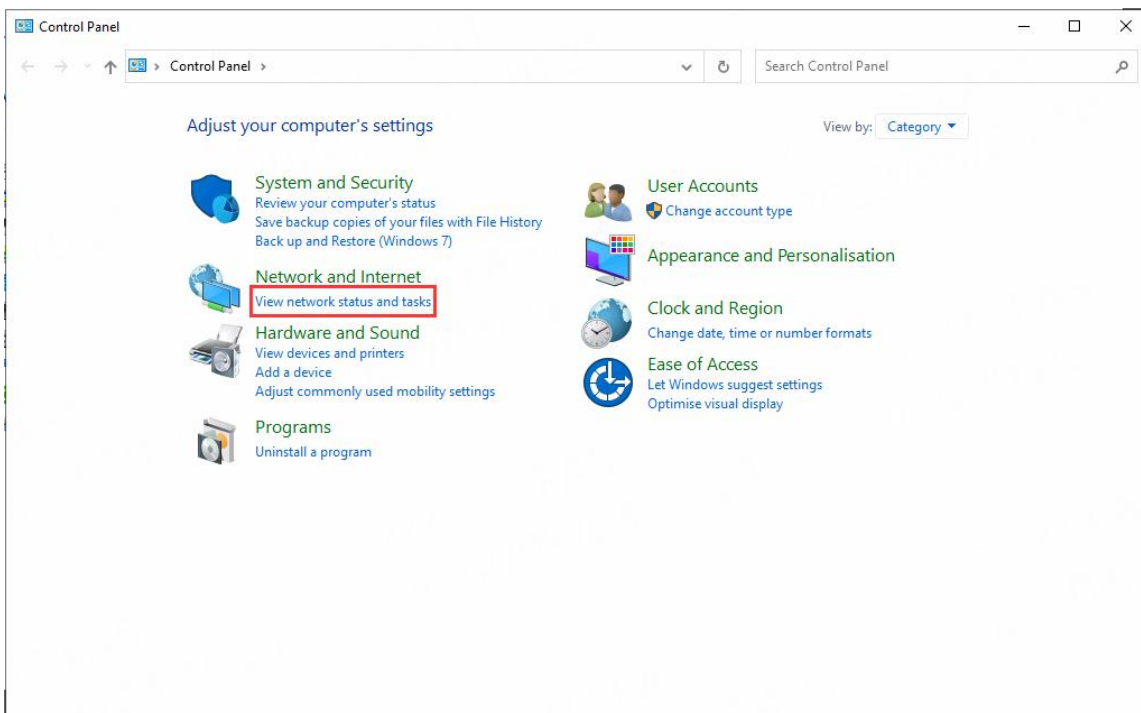 Control Panel
Control Panel
Search Control Panel
Adjust your computer's settings
View by: Category
System and Security
Review your computer's status
Save backup copies of your files with File History
Back up and Restore (Windows 7)
Network and Internet
View network status and tasks
Hardware and Sound
View devices and printers
Add a device
Adjust commonly used mobility settings
Programs
Uninstall a program
User Accounts
Change account type
Appearance and Personalisation
Clock and Region
Change date, time or number formats
Ease of Access
Let Windows suggest settings
Optimise visual display